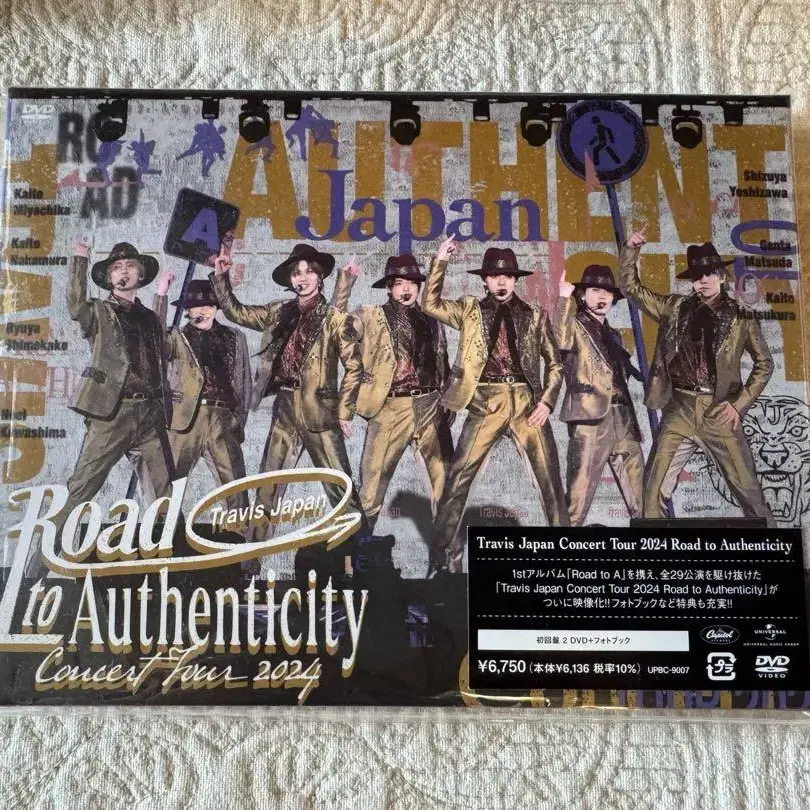 DVD
RO
AD
AUTHENT
Japan
A
Kaito
Miyachika
Kaito
Nakamura
Ryuya
Shimekake
Noel
Kawashima
Shizuya
Yoshizawa
Genta
Matsuda
Kaito
Matsukura
Road
Travis Japan
to Authenticity
Concert Tour 2024
Travis Japan Concert Tour 2024 Road to Authenticity
1stアルバム「Road to A」を携え、全29公演を駆け抜けた
「Travis Japan Concert Tour 2024 Road to Authenticity」が
ついに映像化!!フォトブックなど特典も充実!!
初回盤 2 DVD+フォトブック
Capitol
UNIVERSAL
UNIVERSAL MUSIC GROUP
¥6,750(本体¥6,136 税率10%)
UPBC-9007
プラ
DVD
VIDEO